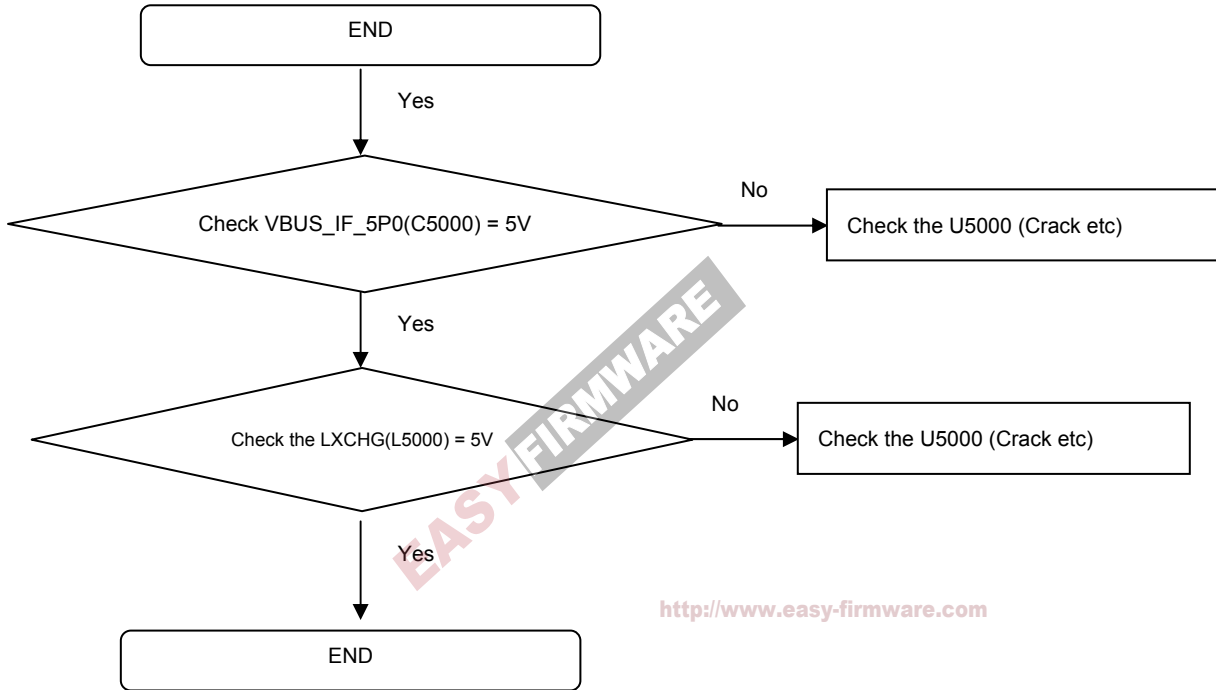 END
Yes
Check VBUS_IF_5P0(C5000) = 5V
No
Check the U5000 (Crack etc)
Yes
Check the LXCHG(L5000) = 5V
No
Check the U5000 (Crack etc)
EASY FIRMWARE
Yes
http://www.easy-firmware.com
END